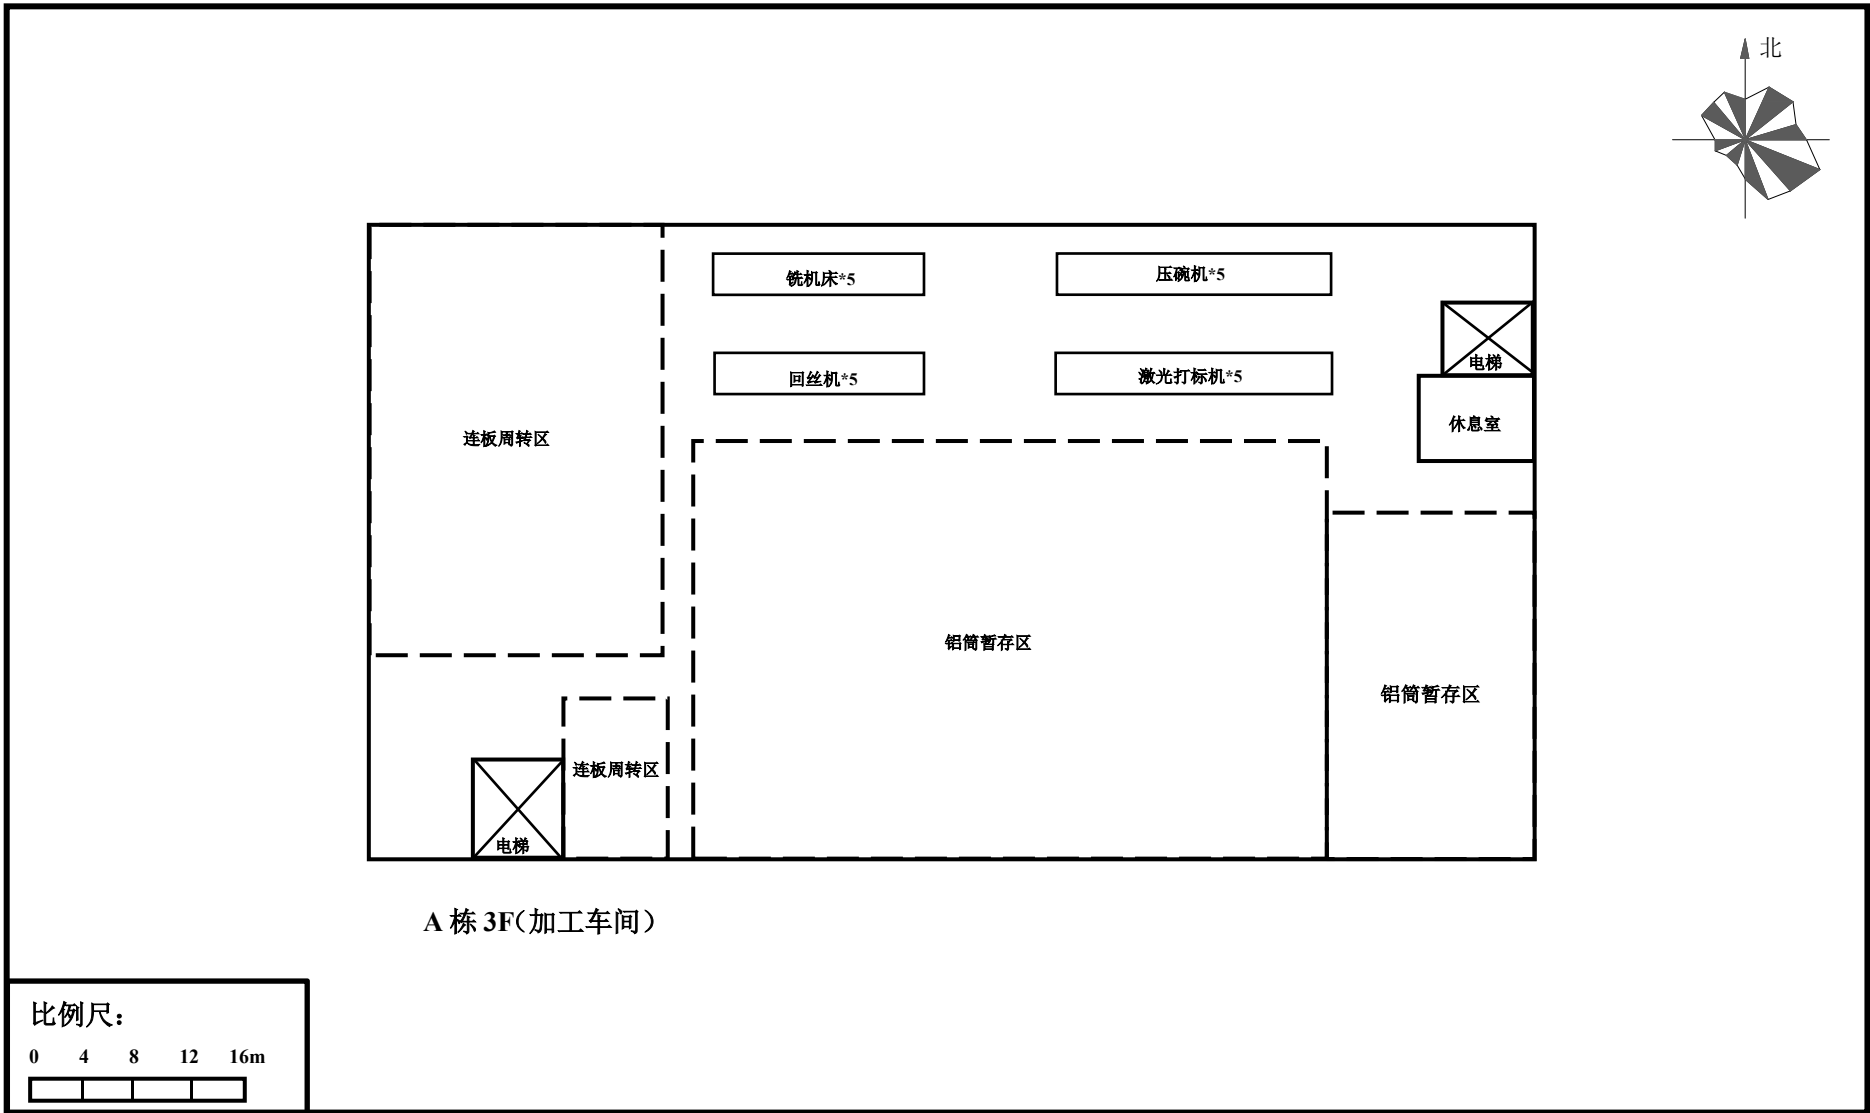 北
铣机床*5
压碗机*5
电梯
回丝机*5
激光打标机*5
休息室
连板周转区
铝筒暂存区
铝筒暂存区
连板周转区
电梯
A 栋 3F（加工车间）
比例尺：
0 4 8 12 16m